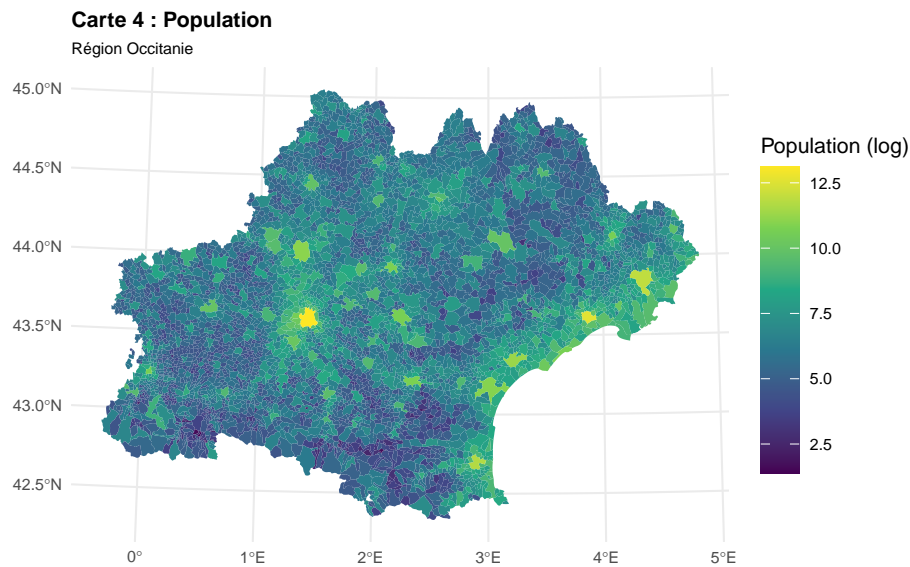 Carte 4 : Population
Région Occitanie
45.0°N
44.5°N
44.0°N
43.5°N
43.0°N
42.5°N
0°
1°E
2°E
3°E
4°E
5°E
Population (log)
12.5
10.0
7.5
5.0
2.5